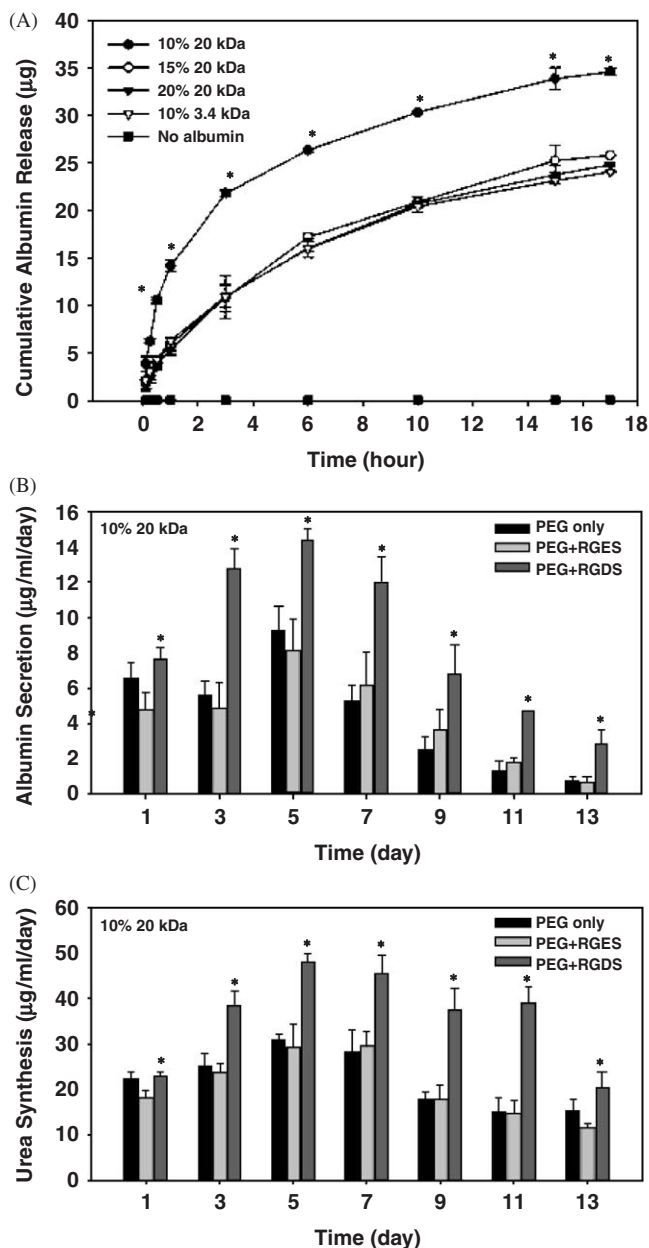 (A)
10% 20 kDa
15% 20 kDa
20% 20 kDa
10% 3.4 kDa
No albumin
Cumulative Albumin Release (μg)
40
35
30
25
20
15
10
5
0
* * * * * * *
0 2 4 6 8 10 12 14 16 18
Time (hour)
(B)
10% 20 kDa
PEG only
PEG+RGES
PEG+RGDS
Albumin Secretion (μg/ml/day)
16
14
12
10
8
6
4
2
0
*
* * * * * * *
1 3 5 7 9 11 13
Time (day)
(C)
10% 20 kDa
PEG only
PEG+RGES
PEG+RGDS
Urea Synthesis (μg/ml/day)
60
50
40
30
20
10
0
* * * * * * *
1 3 5 7 9 11 13
Time (day)